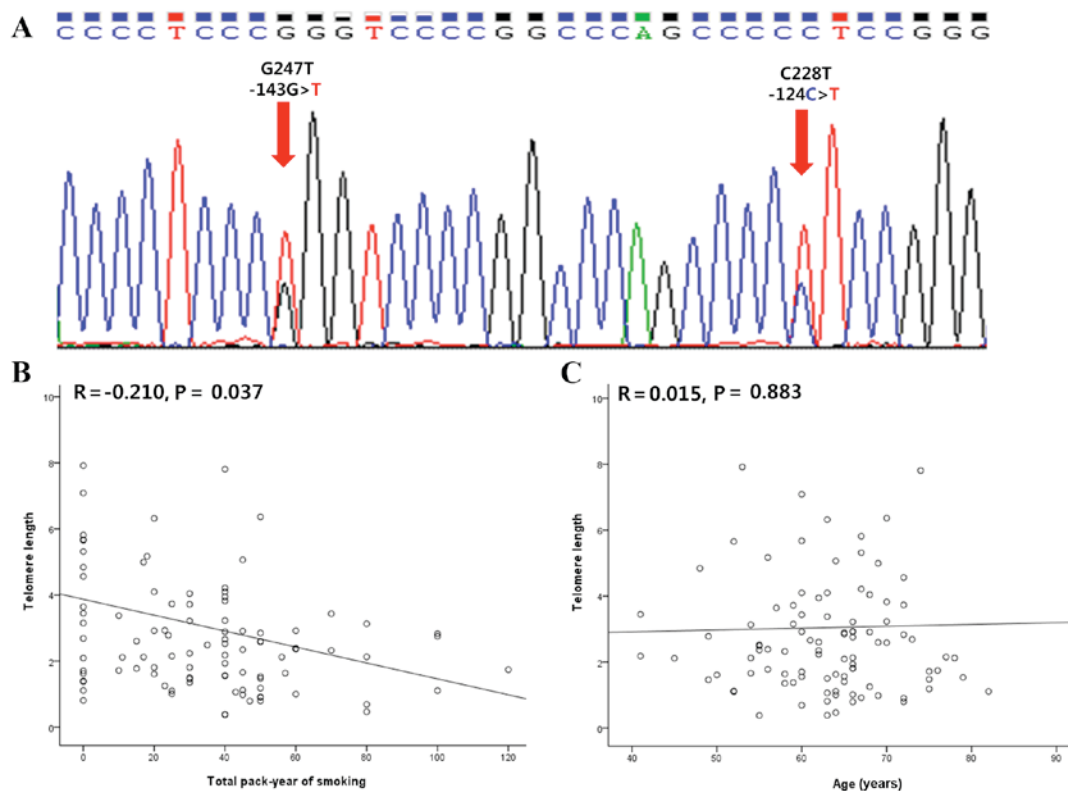 A
C C C C T C C C G G G T C C C C G G C C C A G C C C C C T C C G G G
G247T
-143G>T
C228T
-124C>T
B
R = -0.210, P = 0.037
10
8
6
4
2
0
Telomere length
0 20 40 60 80 100 120
Total pack-year of smoking
C
R = 0.015, P = 0.883
10
8
6
4
2
0
Telomere length
40 50 60 70 80 90
Age (years)